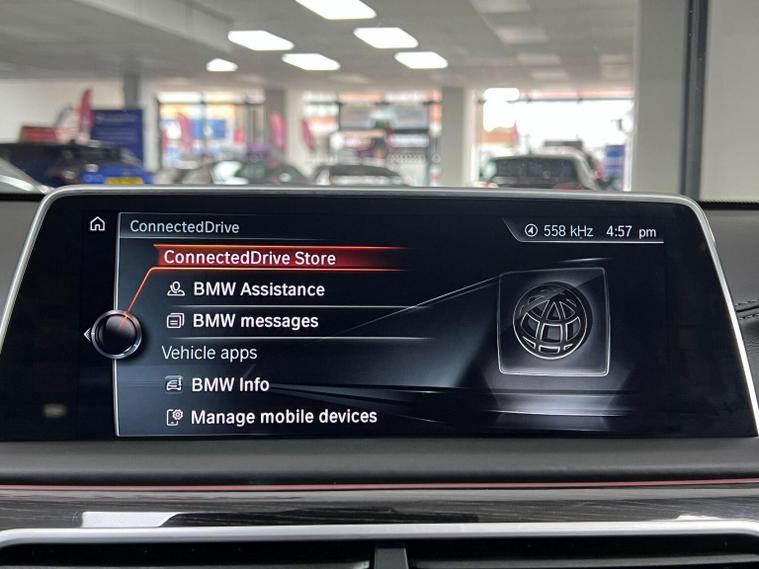 ConnectedDrive
558 kHz 4:57 pm
ConnectedDrive Store
BMW Assistance
BMW messages
Vehicle apps
BMW Info
Manage mobile devices